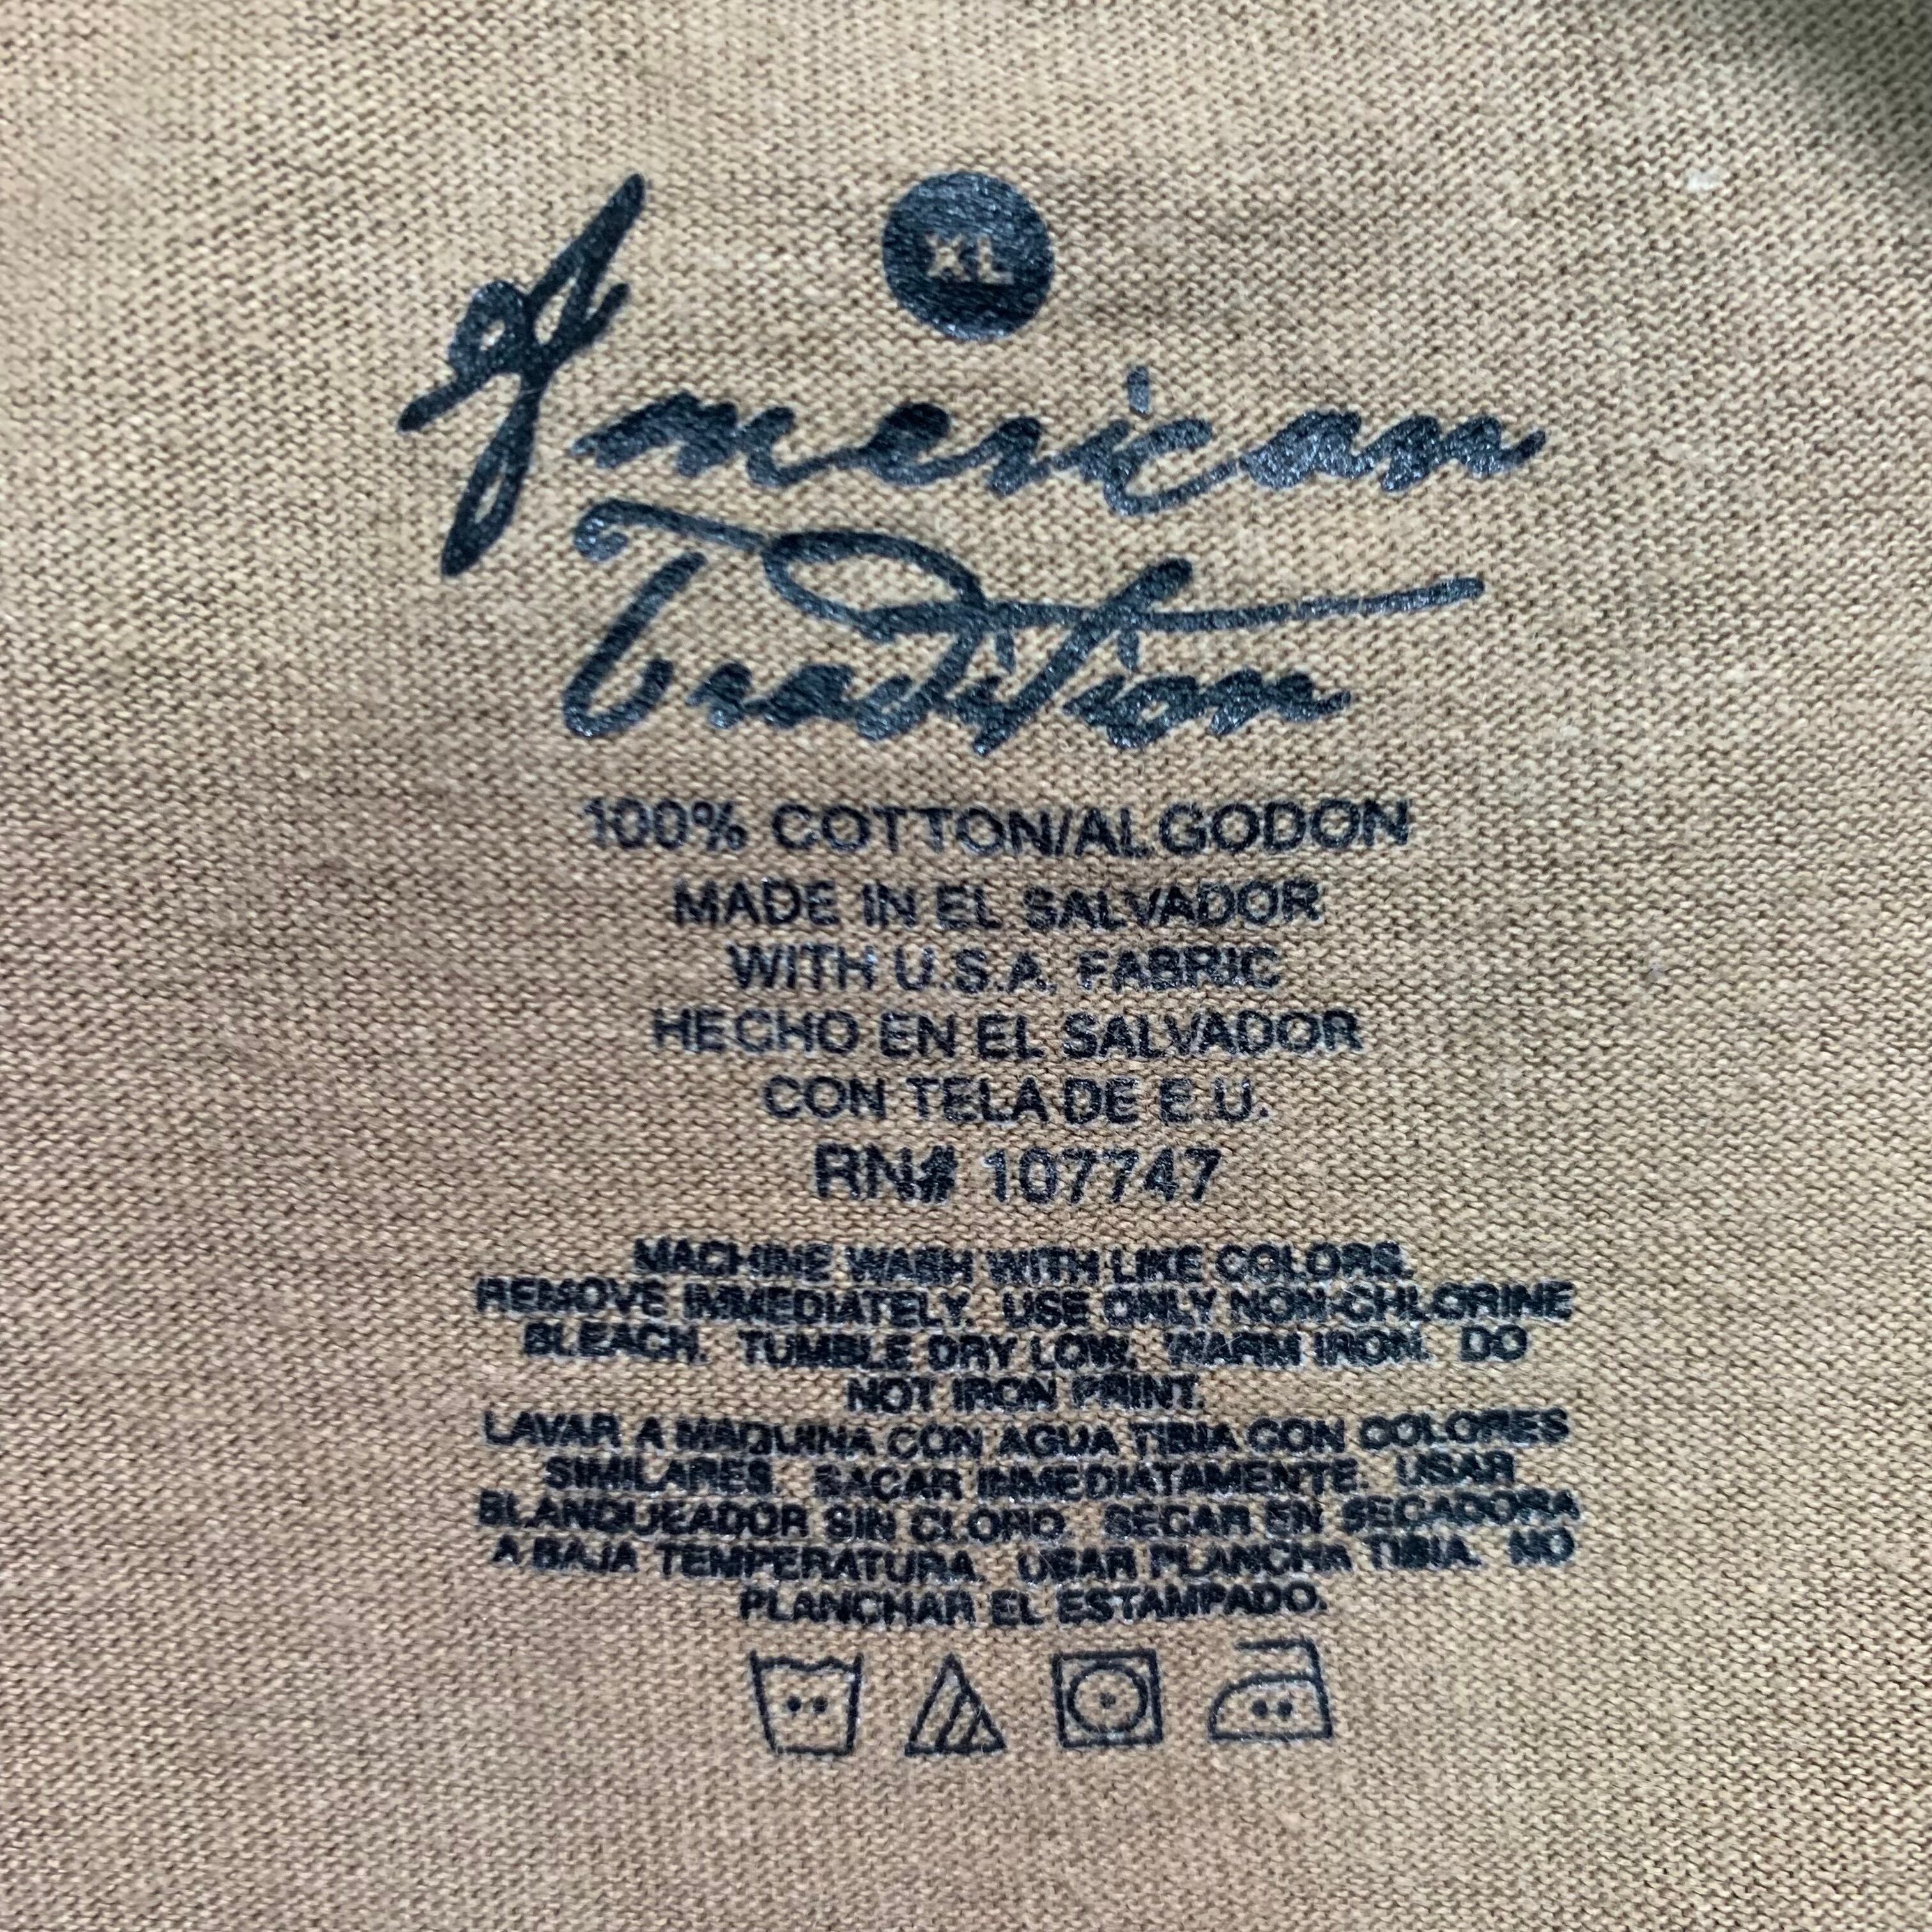 XL
American
Tradition
100% COTTON/ALGODON
MADE IN EL SALVADOR
WITH U.S.A. FABRIC
HECHO EN EL SALVADOR
CON TELA DE E.U.
RN# 107747
MACHINE WASH WITH LIKE COLORS.
REMOVE IMMEDIATELY. USE ONLY NON-CHLORINE
BLEACH. TUMBLE DRY LOW. WARM IRON. DO
NOT IRON PRINT.
LAVAR A MAQUINA CON AGUA TIBIA CON COLORES
SIMILARES. SACAR IMMEDIATAMENTE. USAR
BLANQUEADOR SIN CLORO. SECAR EN SECADORA
A BAJA TEMPERATURA. USAR PLANCHA TIBIA. NO
PLANCHAR EL ESTAMPADO.